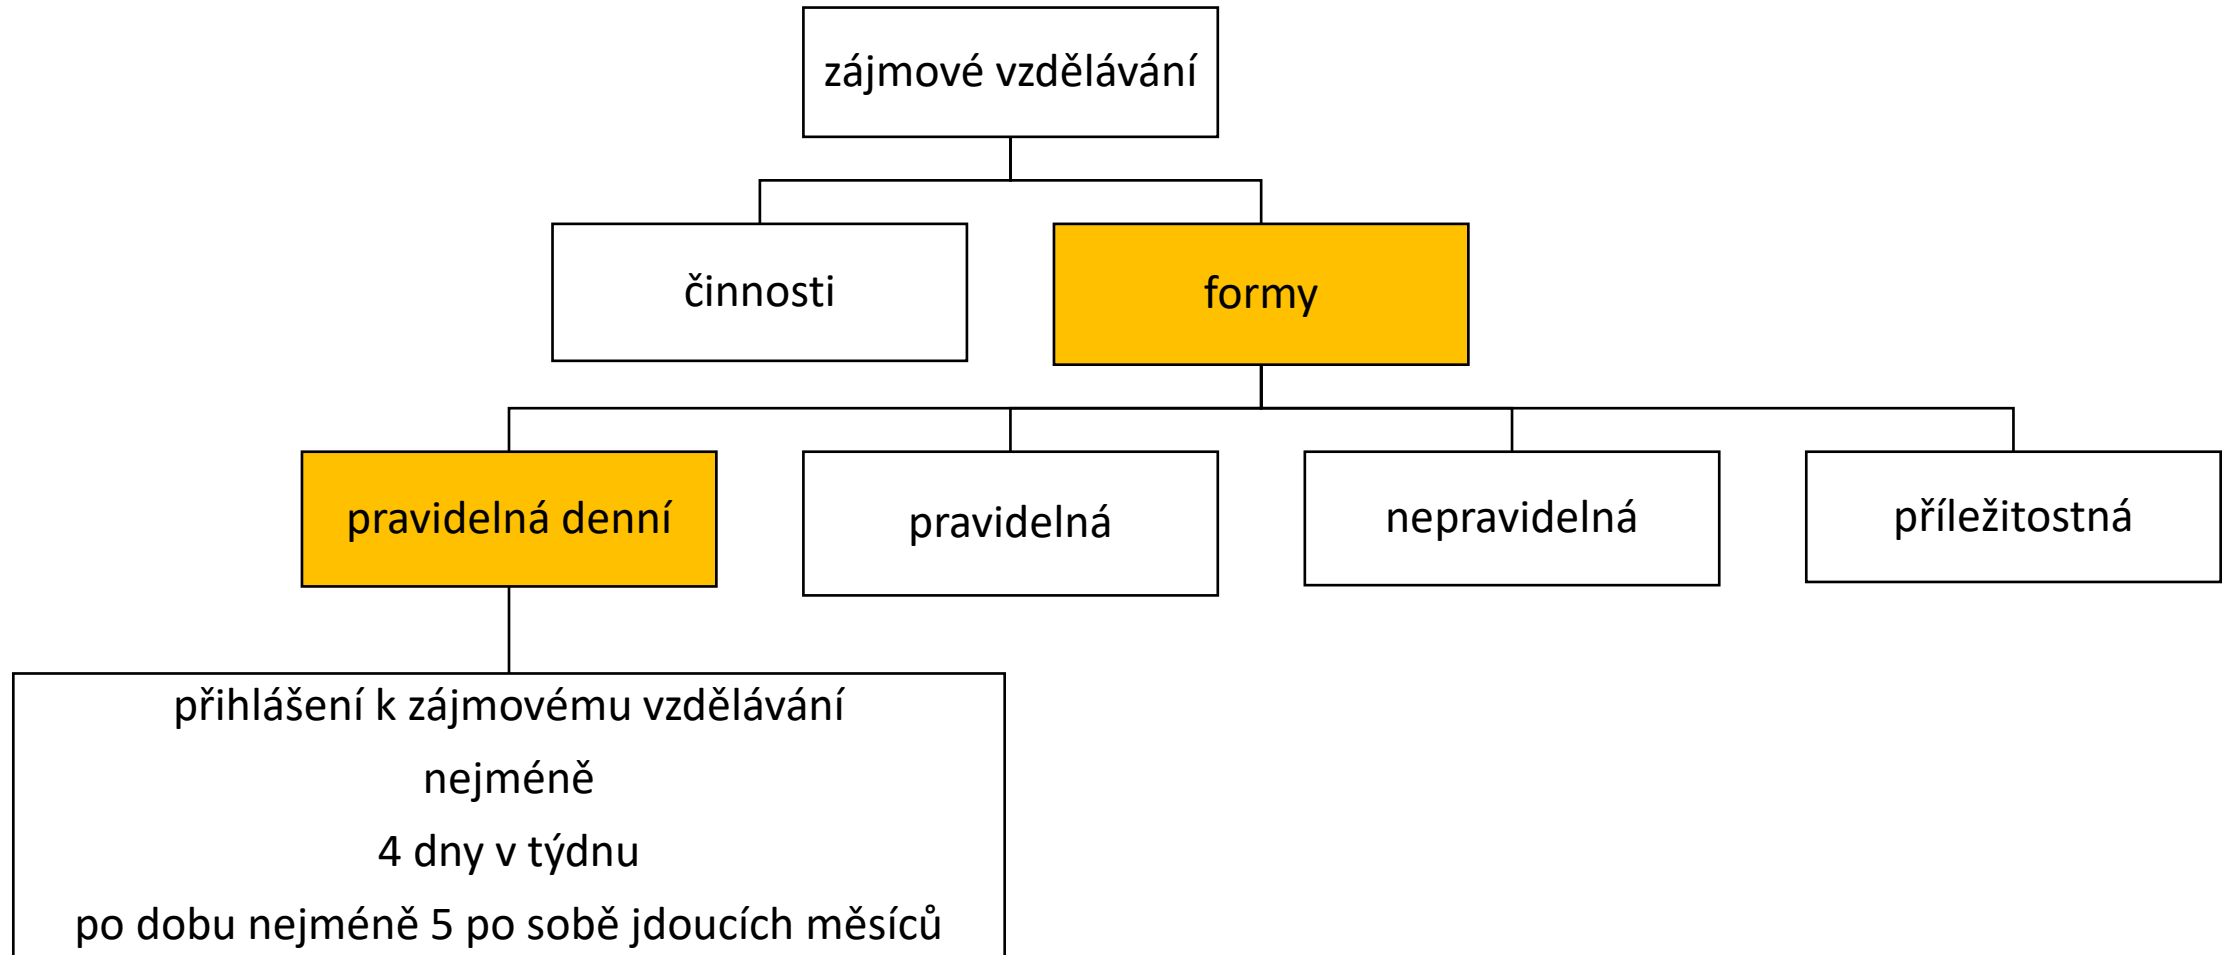 zájmové vzdělávání
činnosti
formy
pravidelná denní
pravidelná
nepravidelná
příležitostná
přihlášení k zájmovému vzdělávání
nejméně
4 dny v týdnu
po dobu nejméně 5 po sobě jdoucích měsíců